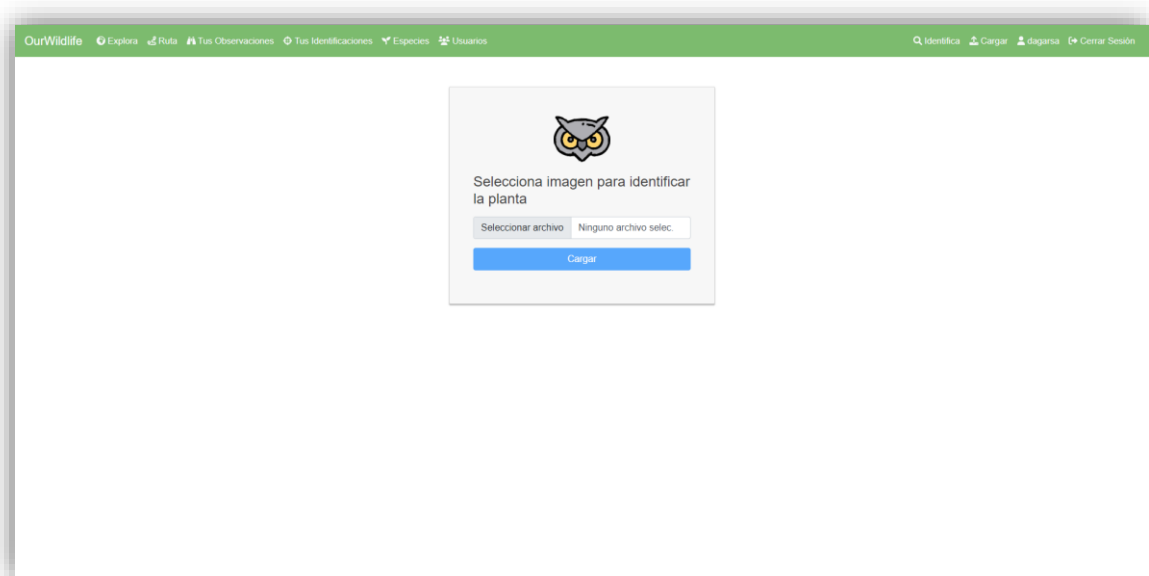 OurWildlife Explora Ruta Tus Observaciones Tus Identificaciones Especies Usuarios Identifica Cargar dagarsa Cerrar Sesión
Selecciona imagen para identificar
la planta
Seleccionar archivo Ninguno archivo selec.
Cargar